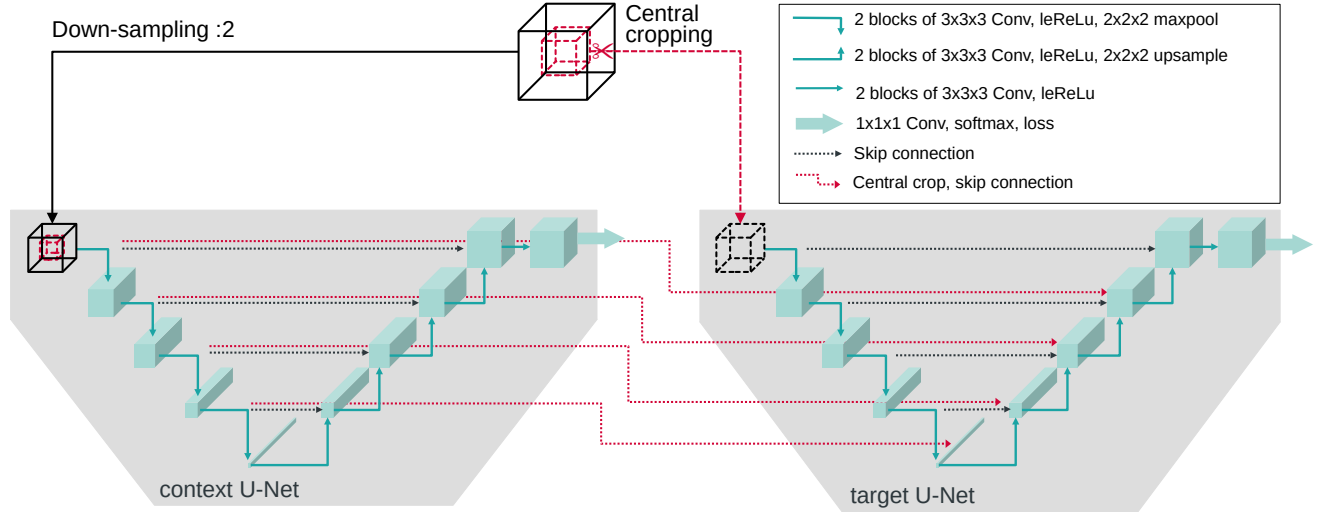 Down-sampling :2
Central
cropping
2 blocks of 3x3x3 Conv, leReLu, 2x2x2 maxpool
2 blocks of 3x3x3 Conv, leReLu, 2x2x2 upsample
2 blocks of 3x3x3 Conv, leReLu
1x1x1 Conv, softmax, loss
Skip connection
Central crop, skip connection
context U-Net
target U-Net